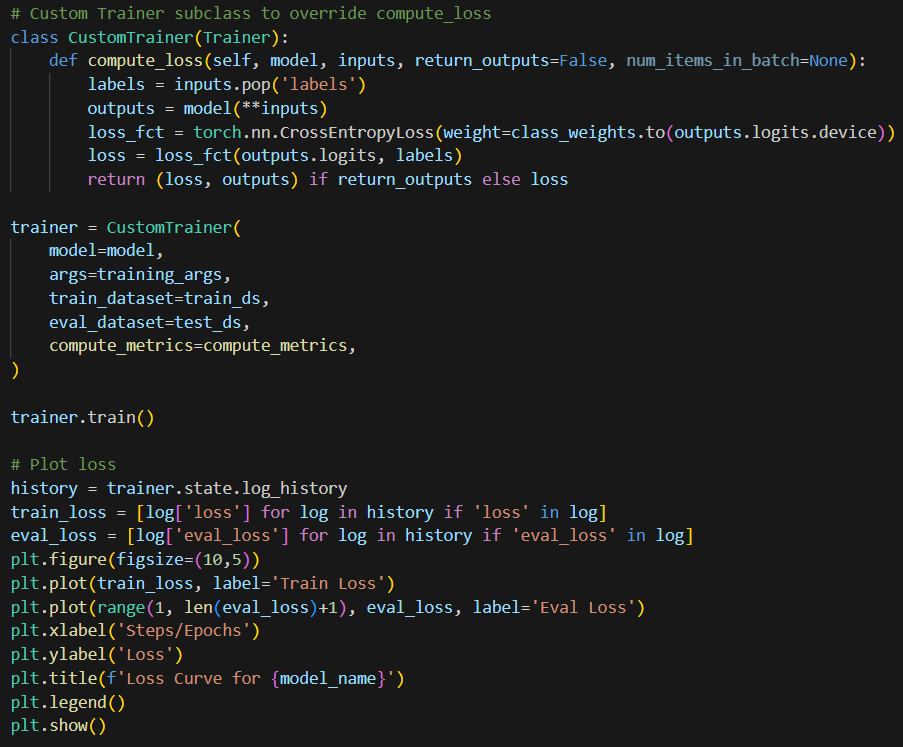 # Custom Trainer subclass to override compute_loss
class CustomTrainer(Trainer):
    def compute_loss(self, model, inputs, return_outputs=False, num_items_in_batch=None):
        labels = inputs.pop('labels')
        outputs = model(**inputs)
        loss_fct = torch.nn.CrossEntropyLoss(weight=class_weights.to(outputs.logits.device))
        loss = loss_fct(outputs.logits, labels)
        return (loss, outputs) if return_outputs else loss

trainer = CustomTrainer(
    model=model,
    args=training_args,
    train_dataset=train_ds,
    eval_dataset=test_ds,
    compute_metrics=compute_metrics,
)

trainer.train()

# Plot loss
history = trainer.state.log_history
train_loss = [log['loss'] for log in history if 'loss' in log]
eval_loss = [log['eval_loss'] for log in history if 'eval_loss' in log]
plt.figure(figsize=(10,5))
plt.plot(train_loss, label='Train Loss')
plt.plot(range(1, len(eval_loss)+1), eval_loss, label='Eval Loss')
plt.xlabel('Steps/Epochs')
plt.ylabel('Loss')
plt.title(f'Loss Curve for {model_name}')
plt.legend()
plt.show()